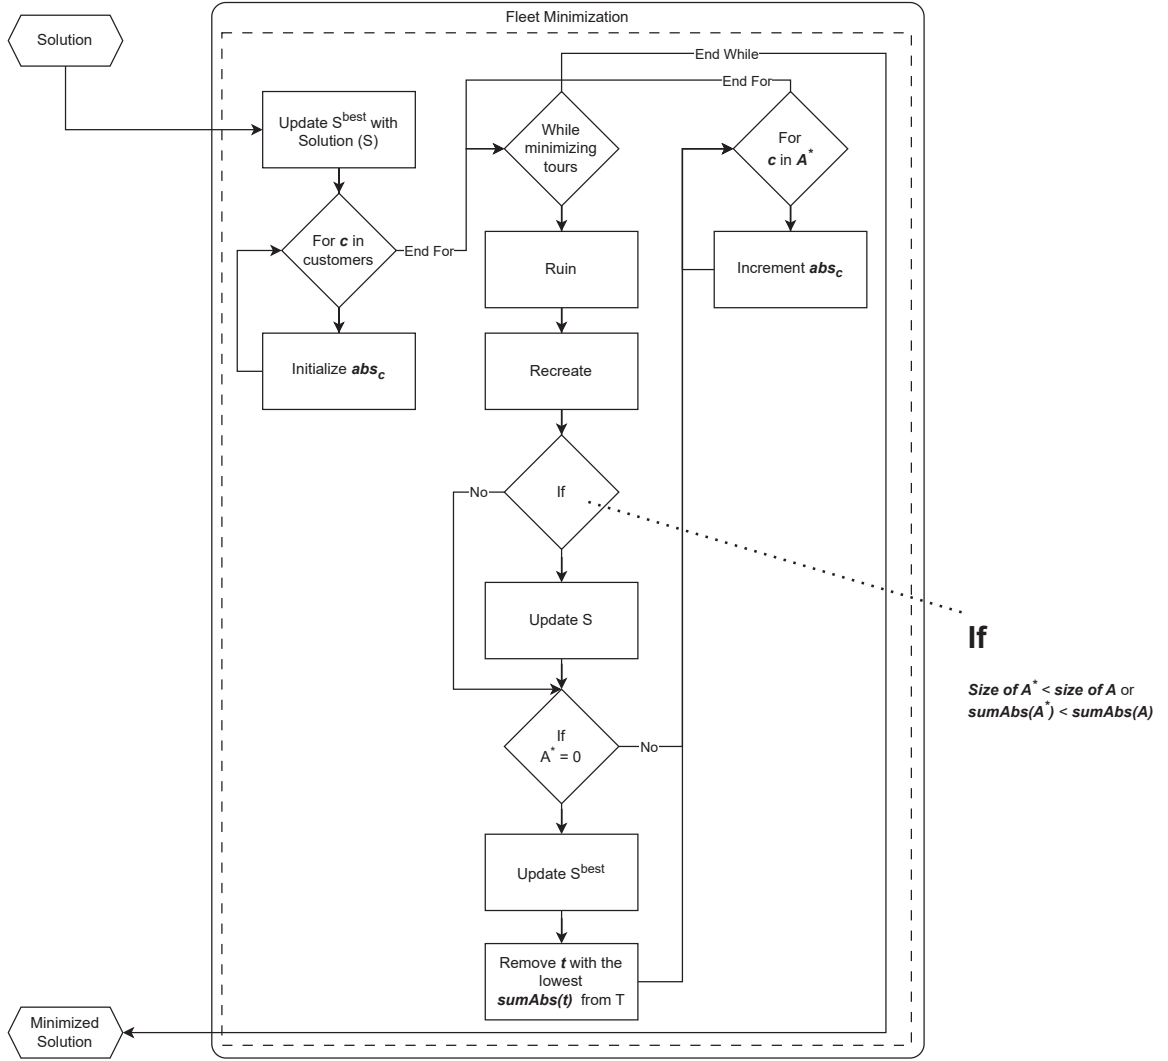 Fleet Minimization
Solution
Update S^best with
Solution (S)
For c in
customers
End For
Initialize abs_c
End While
End For
While
minimizing
tours
For
c in A^*
Ruin
Increment abs_c
Recreate
If
No
Update S
If
A^* = 0
No
Update S^best
Remove t with the
lowest
sumAbs(t) from T
If
Size of A^* < size of A or
sumAbs(A^*) < sumAbs(A)
Minimized
Solution